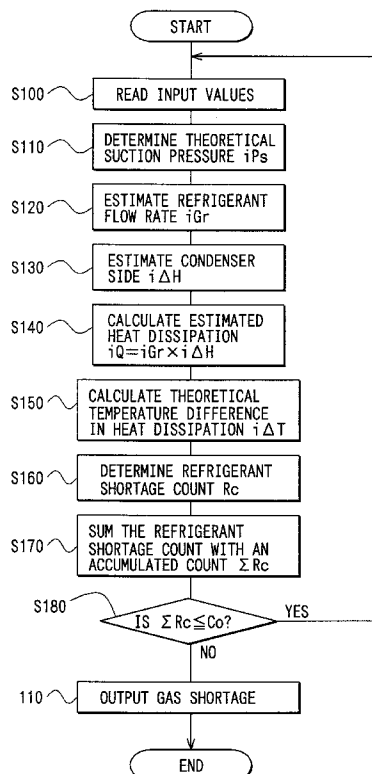 START
S100
READ INPUT VALUES
S110
DETERMINE THEORETICAL
SUCTION PRESSURE iPs
S120
ESTIMATE REFRIGERANT
FLOW RATE iGr
S130
ESTIMATE CONDENSER
SIDE iΔH
S140
CALCULATE ESTIMATED
HEAT DISSIPATION
iQ=iGr×iΔH
S150
CALCULATE THEORETICAL
TEMPERATURE DIFFERENCE
IN HEAT DISSIPATION iΔT
S160
DETERMINE REFRIGERANT
SHORTAGE COUNT Rc
S170
SUM THE REFRIGERANT
SHORTAGE COUNT WITH AN
ACCUMULATED COUNT ΣRc
S180
IS ΣRc≦Co?
YES
NO
110
OUTPUT GAS SHORTAGE
END